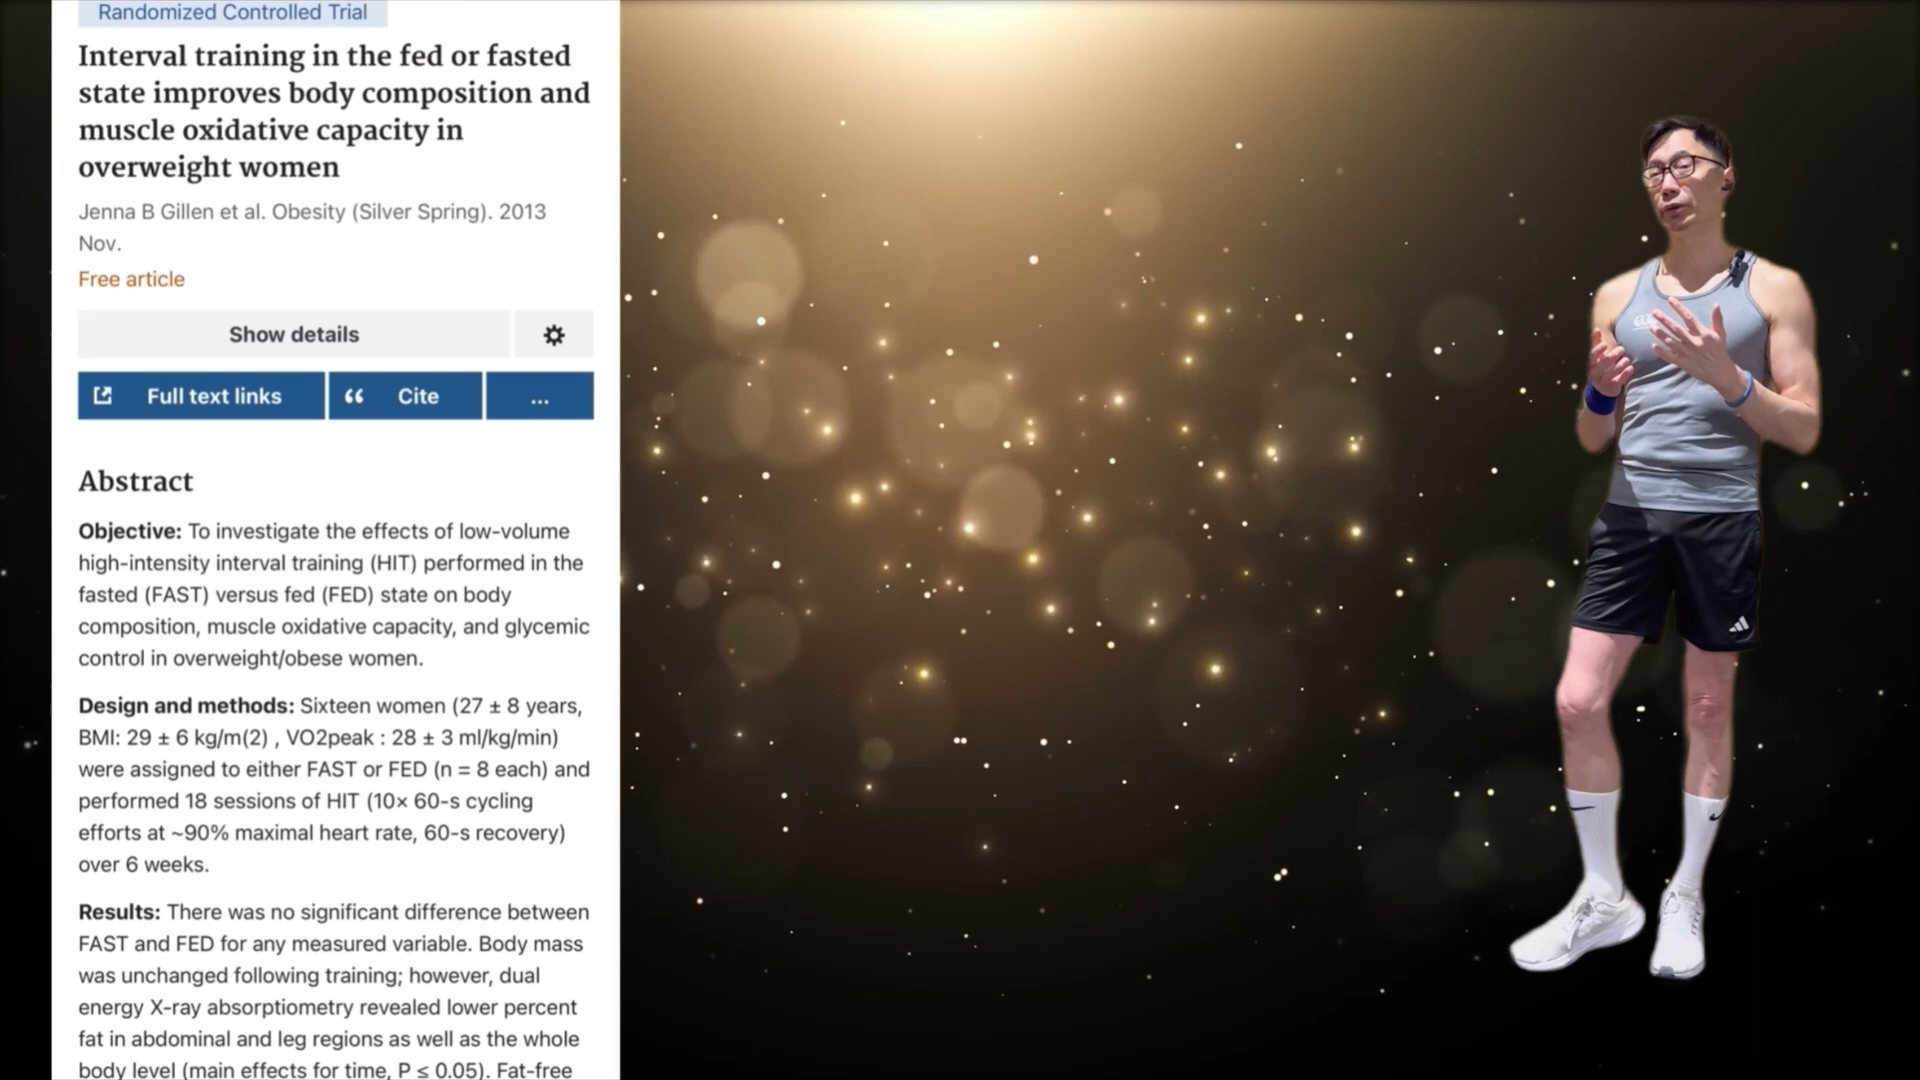 Randomized Controlled Trial
Interval training in the fed or fasted
state improves body composition and
muscle oxidative capacity in
overweight women
Jenna B Gillen et al. Obesity (Silver Spring). 2013
Nov.
Free article
Show details
Full text links
Cite
...
Abstract
Objective: To investigate the effects of low-volume
high-intensity interval training (HIT) performed in the
fasted (FAST) versus fed (FED) state on body
composition, muscle oxidative capacity, and glycemic
control in overweight/obese women.
Design and methods: Sixteen women (27 ± 8 years,
BMI: 29 ± 6 kg/m(2) , VO2peak : 28 ± 3 ml/kg/min)
were assigned to either FAST or FED (n = 8 each) and
performed 18 sessions of HIT (10× 60-s cycling
efforts at ~90% maximal heart rate, 60-s recovery)
over 6 weeks.
Results: There was no significant difference between
FAST and FED for any measured variable. Body mass
was unchanged following training; however, dual
energy X-ray absorptiometry revealed lower percent
fat in abdominal and leg regions as well as the whole
body level (main effects for time, P ≤ 0.05). Fat-free